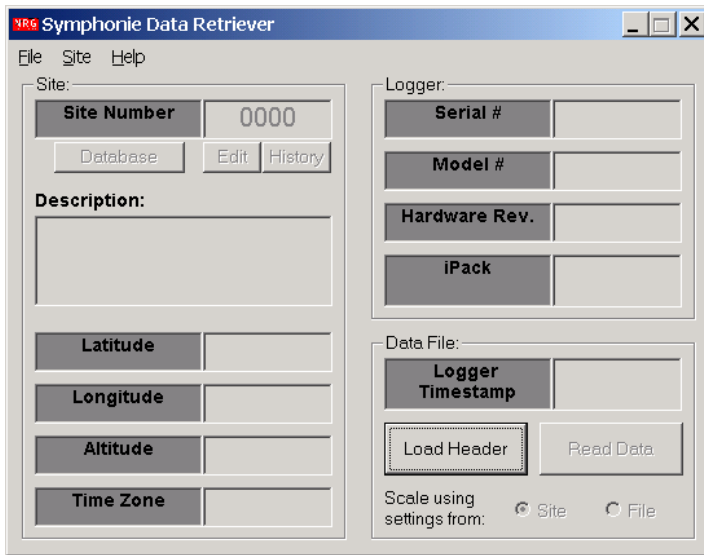 NRG Symphonie Data Retriever
File Site Help
Site:
Site Number 0000
Database Edit History
Description:
Latitude
Longitude
Altitude
Time Zone
Logger:
Serial #
Model #
Hardware Rev.
iPack
Data File:
Logger
Timestamp
Load Header Read Data
Scale using
settings from: Site File